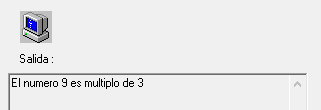 Salida :
El numero 9 es multiplo de 3